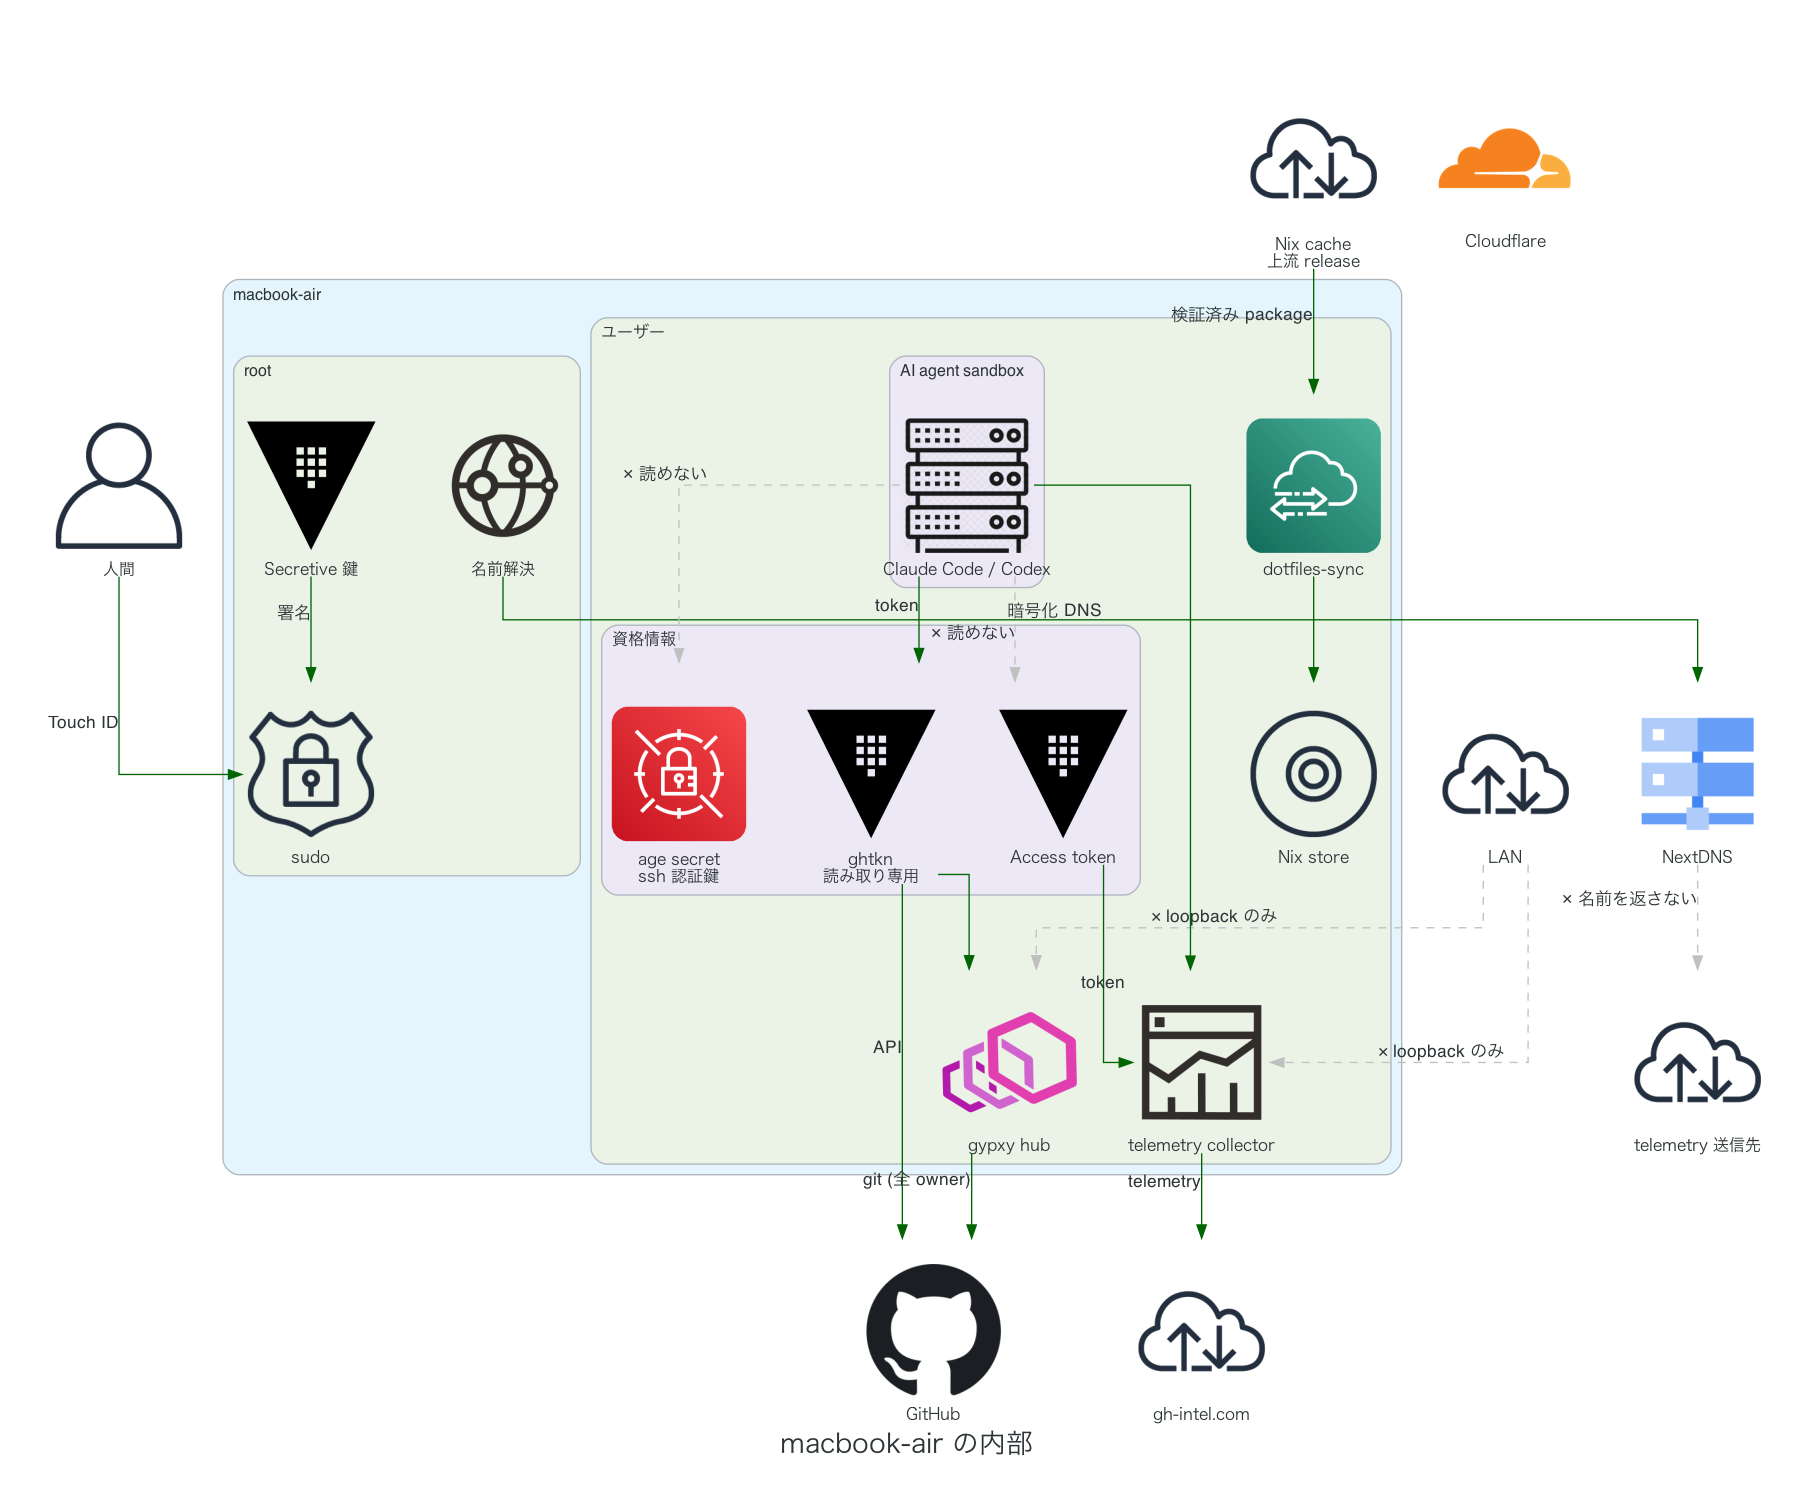 Nix cache
上流 release
Cloudflare
macbook-air
検証済み package
ユーザー
root
AI agent sandbox
× 読めない
人間
Secretive 鍵
名前解決
Claude Code / Codex
dotfiles-sync
署名
token
暗号化 DNS
× 読めない
資格情報
Touch ID
sudo
age secret
ssh 認証鍵
ghtkn
読み取り専用
Access token
Nix store
LAN
NextDNS
× 名前を返さない
× loopback のみ
token
API
× loopback のみ
gypxy hub
telemetry collector
telemetry 送信先
git (全 owner)
telemetry
GitHub
gh-intel.com
macbook-air の内部